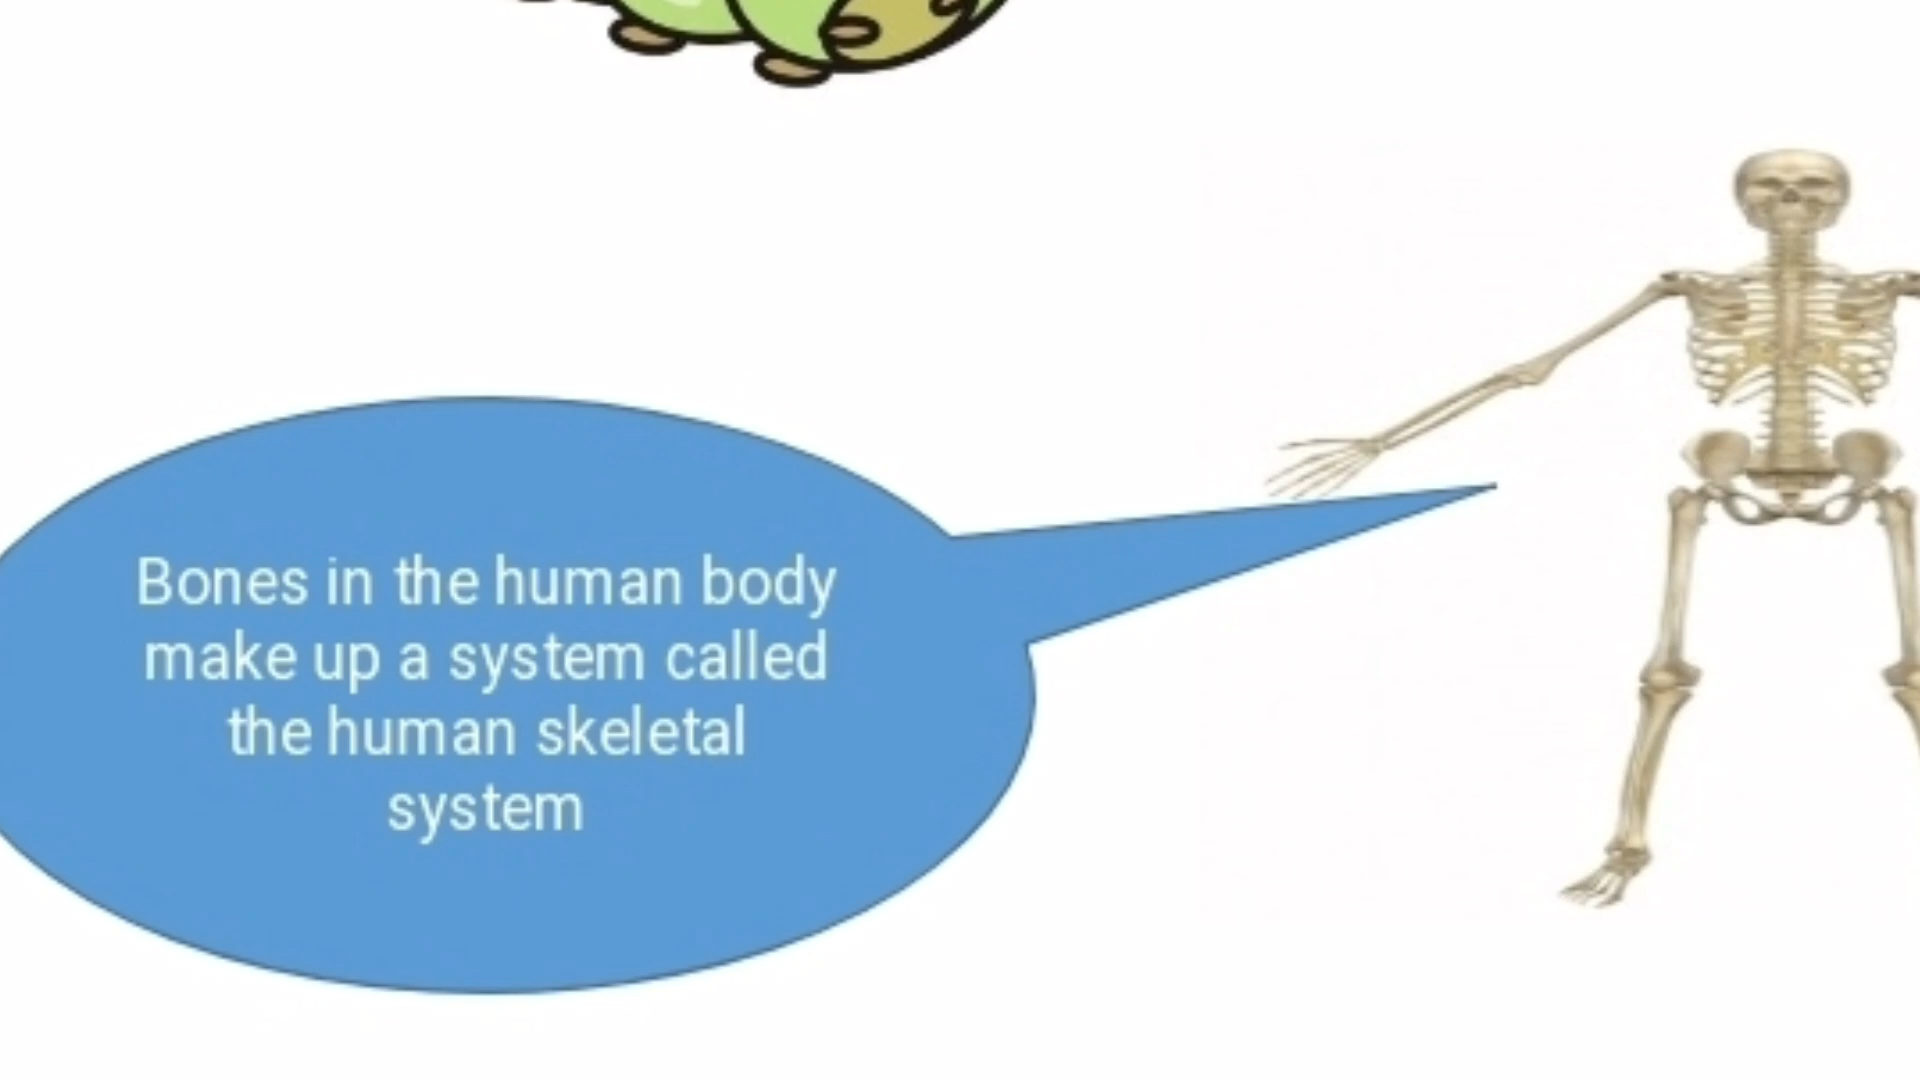 Bones in the human body
make up a system called
the human skeletal
system